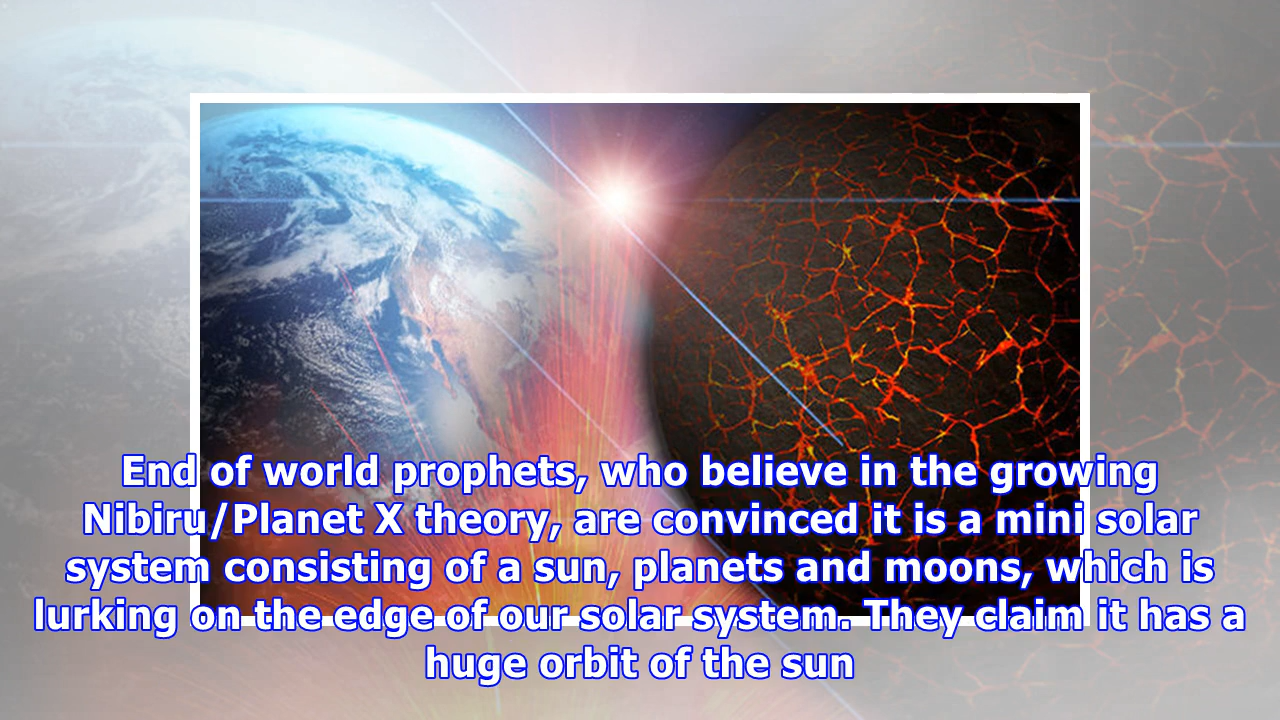 End of world prophets, who believe in the growing
Nibiru/Planet X theory, are convinced it is a mini solar
system consisting of a sun, planets and moons, which is
lurking on the edge of our solar system. They claim it has a
huge orbit of the sun